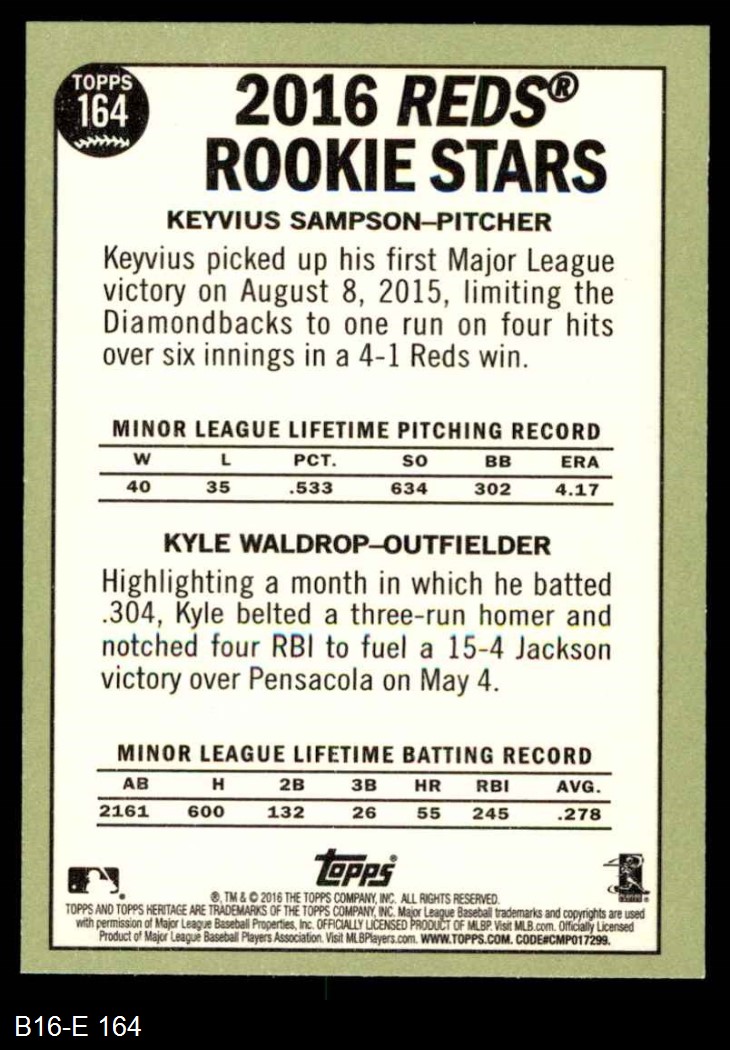 TOPPS
164
2016 REDS®
ROOKIE STARS
KEYVIUS SAMPSON–PITCHER
Keyvius picked up his first Major League
victory on August 8, 2015, limiting the
Diamondbacks to one run on four hits
over six innings in a 4-1 Reds win.
MINOR LEAGUE LIFETIME PITCHING RECORD
W L PCT. SO BB ERA
40 35 .533 634 302 4.17
KYLE WALDROP–OUTFIELDER
Highlighting a month in which he batted
.304, Kyle belted a three-run homer and
notched four RBI to fuel a 15-4 Jackson
victory over Pensacola on May 4.
MINOR LEAGUE LIFETIME BATTING RECORD
AB H 2B 3B HR RBI AVG.
2161 600 132 26 55 245 .278
topps®
®, TM & © 2016 THE TOPPS COMPANY, INC. ALL RIGHTS RESERVED.
TOPPS AND TOPPS HERITAGE ARE TRADEMARKS OF THE TOPPS COMPANY, INC. Major League Baseball trademarks and copyrights are used
with permission of Major League Baseball Properties, Inc. OFFICIALLY LICENSED PRODUCT OF MLBP. Visit MLB.com. Officially Licensed
Product of Major League Baseball Players Association. Visit MLBPlayers.com. WWW.TOPPS.COM. CODE#CMP017299.
B16-E 164